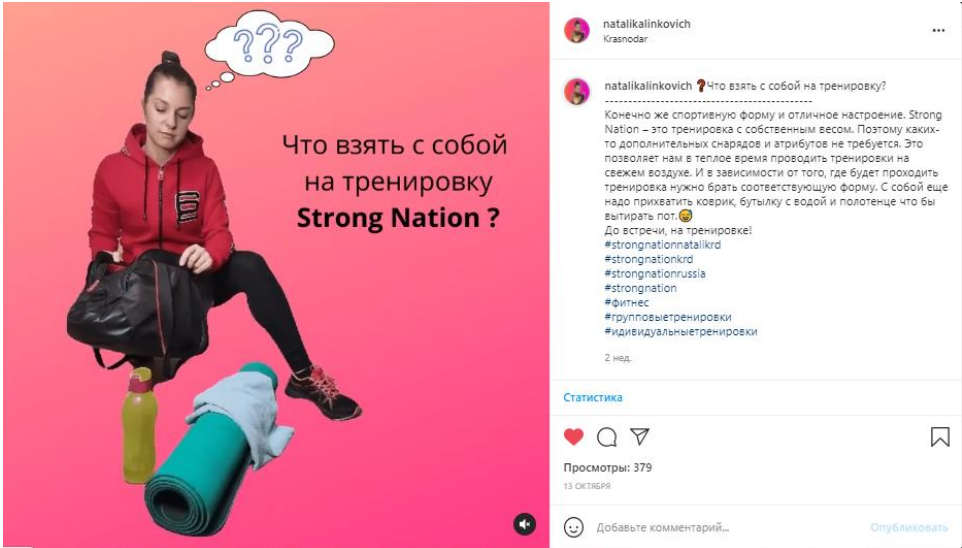 ???
Что взять с собой
на тренировку
Strong Nation ?
natalikalinkovich
Krasnodar
natalikalinkovich ❓Что взять с собой на тренировку?
--------------------------------------------
Конечно же спортивную форму и отличное настроение. Strong
Nation – это тренировка с собственным весом. Поэтому каких-
то дополнительных снарядов и атрибутов не требуется. Это
позволяет нам в теплое время проводить тренировки на
свежем воздухе. И в зависимости от того, где будет проходить
тренировка нужно брать соответствующую форму. С собой еще
надо прихватить коврик, бутылку с водой и полотенце что бы
вытирать пот.😅
До встречи, на тренировке!
#strongnationnatalikrd
#strongnationkrd
#strongnationrussia
#strongnation
#фитнес
#групповыетренировки
#идивидуальныетренировки
2 нед.
Статистика
Просмотры: 379
13 ОКТЯБРЯ
Добавьте комментарий...
Опубликовать